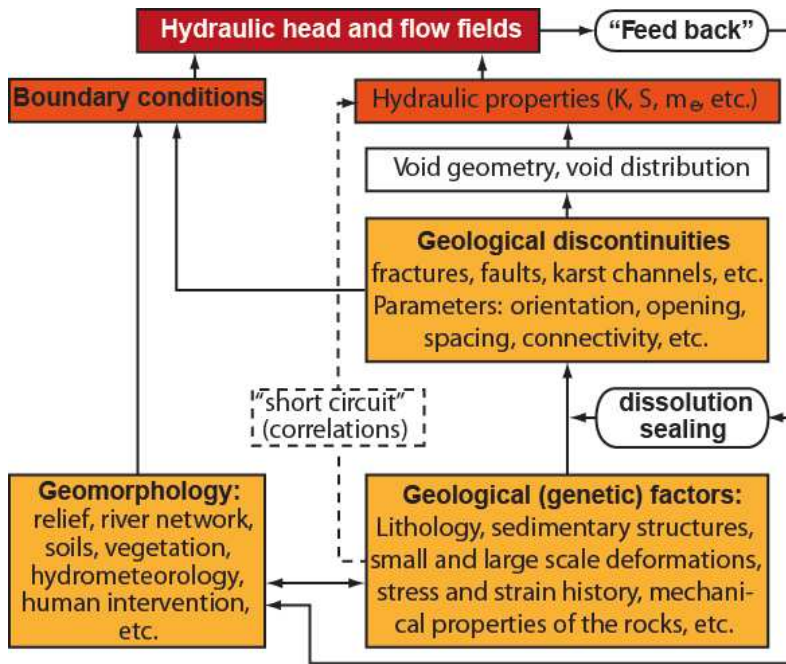 Hydraulic head and flow fields
“Feed back”
Boundary conditions
Hydraulic properties (K, S, mₑ, etc.)
Void geometry, void distribution
Geological discontinuities
fractures, faults, karst channels, etc.
Parameters: orientation, opening,
spacing, connectivity, etc.
“short circuit”
(correlations)
dissolution
sealing
Geomorphology:
relief, river network,
soils, vegetation,
hydrometeorology,
human intervention,
etc.
Geological (genetic) factors:
Lithology, sedimentary structures,
small and large scale deformations,
stress and strain history, mechani-
cal properties of the rocks, etc.